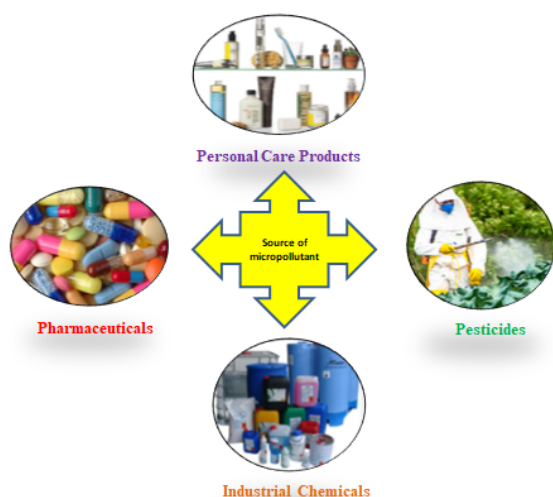 Personal Care Products
Source of
micropollutant
Pharmaceuticals
Pesticides
Industrial Chemicals